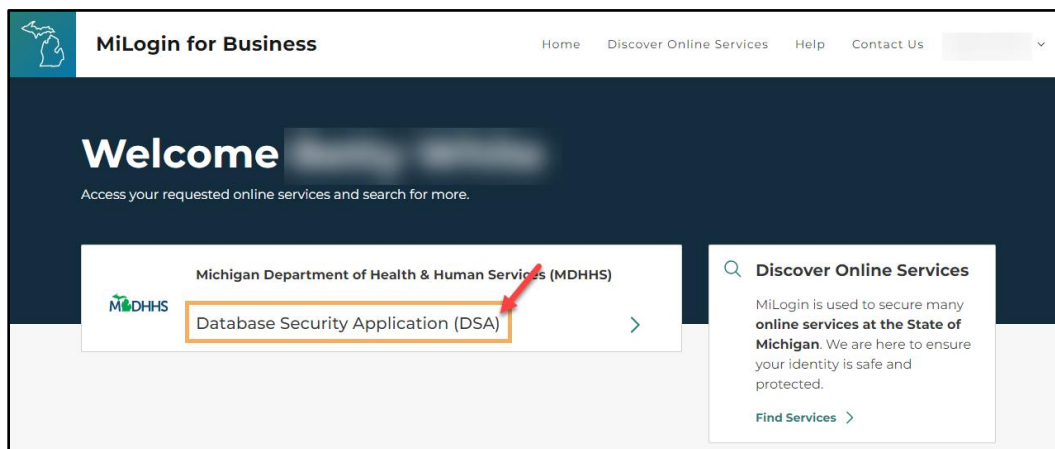 MiLogin for Business
Home Discover Online Services Help Contact Us
Welcome
Access your requested online services and search for more.
Michigan Department of Health & Human Services (MDHHS)
MDHHS
Database Security Application (DSA)
Discover Online Services
MiLogin is used to secure many
online services at the State of
Michigan. We are here to ensure
your identity is safe and
protected.
Find Services